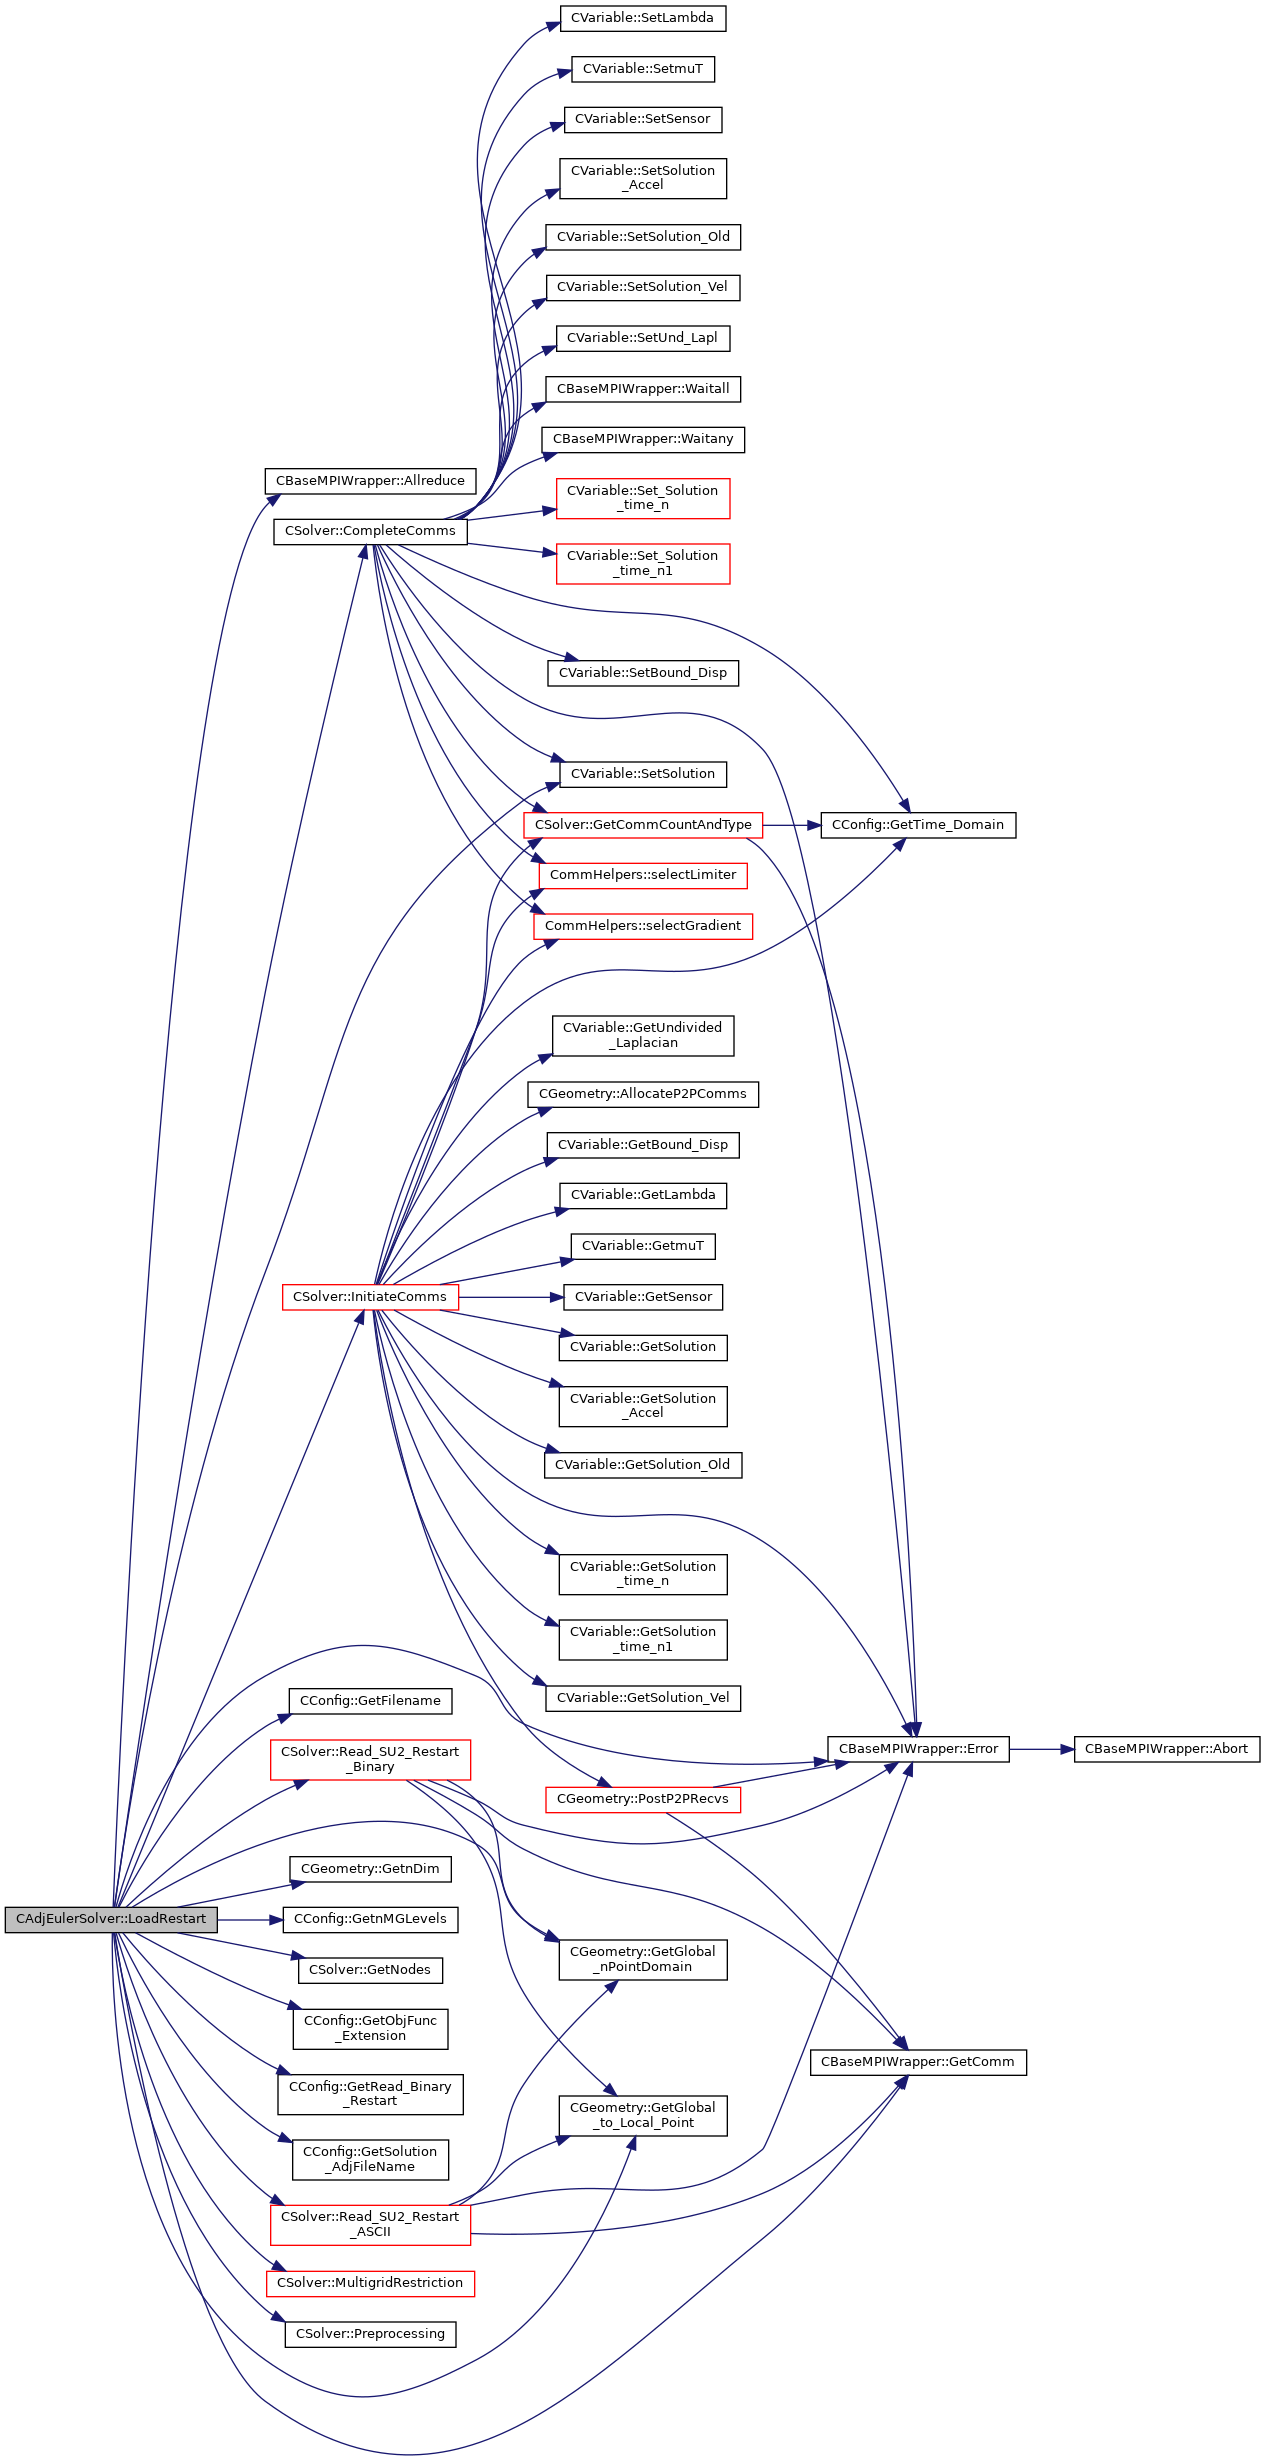 CVariable::SetLambda
CVariable::SetmuT
CVariable::SetSensor
CVariable::SetSolution
_Accel
CVariable::SetSolution_Old
CVariable::SetSolution_Vel
CVariable::SetUnd_Lapl
CBaseMPIWrapper::Waitall
CBaseMPIWrapper::Waitany
CBaseMPIWrapper::Allreduce
CVariable::Set_Solution
_time_n
CSolver::CompleteComms
CVariable::Set_Solution
_time_n1
CVariable::SetBound_Disp
CVariable::SetSolution
CSolver::GetCommCountAndType
CConfig::GetTime_Domain
CommHelpers::selectLimiter
CommHelpers::selectGradient
CVariable::GetUndivided
_Laplacian
CGeometry::AllocateP2PComms
CVariable::GetBound_Disp
CVariable::GetLambda
CVariable::GetmuT
CSolver::InitiateComms
CVariable::GetSensor
CVariable::GetSolution
CVariable::GetSolution
_Accel
CVariable::GetSolution_Old
CVariable::GetSolution
_time_n
CVariable::GetSolution
_time_n1
CVariable::GetSolution_Vel
CConfig::GetFilename
CSolver::Read_SU2_Restart
_Binary
CBaseMPIWrapper::Error
CBaseMPIWrapper::Abort
CGeometry::PostP2PRecvs
CGeometry::GetnDim
CAdjEulerSolver::LoadRestart
CConfig::GetnMGLevels
CSolver::GetNodes
CGeometry::GetGlobal
_nPointDomain
CConfig::GetObjFunc
_Extension
CBaseMPIWrapper::GetComm
CConfig::GetRead_Binary
_Restart
CGeometry::GetGlobal
_to_Local_Point
CConfig::GetSolution
_AdjFileName
CSolver::Read_SU2_Restart
_ASCII
CSolver::MultigridRestriction
CSolver::Preprocessing